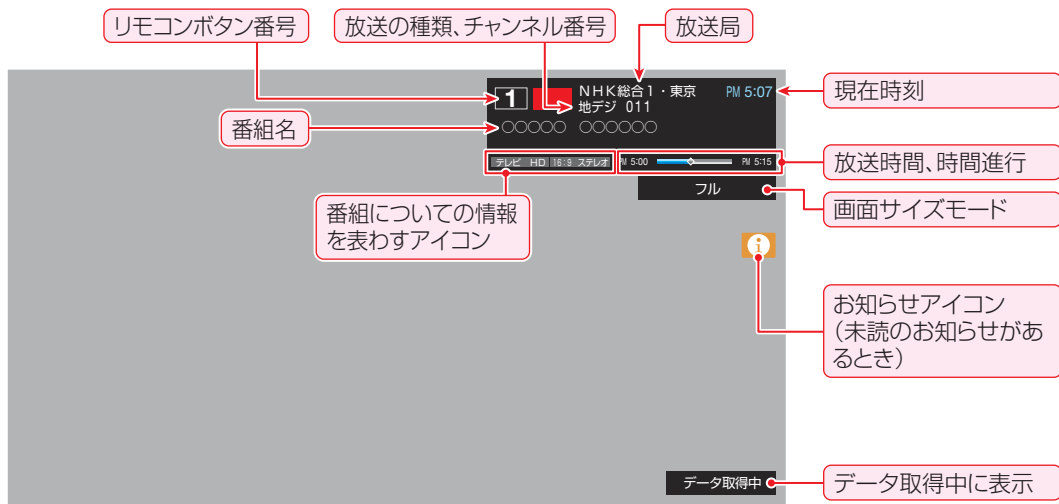 リモコンボタン番号
放送の種類、チャンネル番号
放送局
1
NHK総合1・東京
PM 5:07
地デジ 011
現在時刻
番組名
○○○○○ ○○○○○○
テレビ HD 16:9 ステレオ
PM 5:00
PM 5:15
放送時間、時間進行
フル
画面サイズモード
番組についての情報
を表わすアイコン
i
お知らせアイコン
(未読のお知らせがあ
るとき)
データ取得中
データ取得中に表示